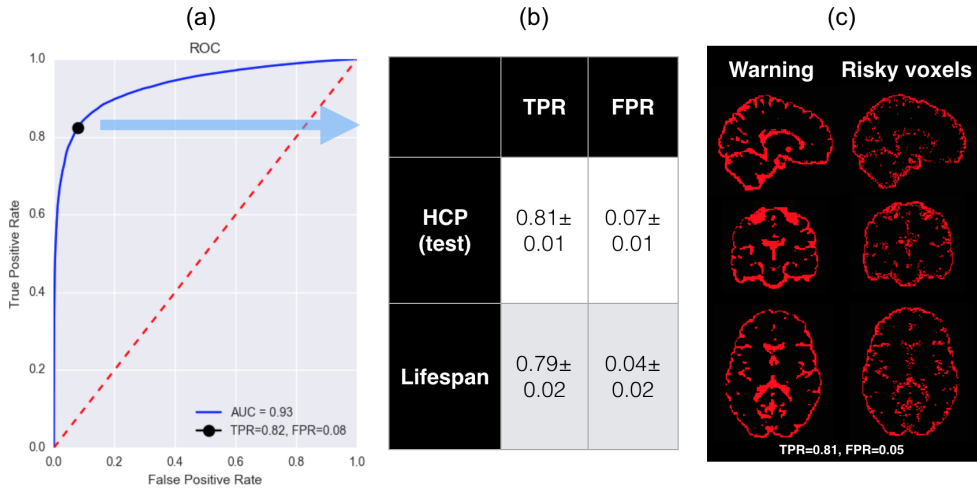 (a)
ROC
1.0
0.8
0.6
0.4
0.2
0.0
True Positive Rate
0.0 0.2 0.4 0.6 0.8 1.0
False Positive Rate
AUC = 0.93
TPR=0.82, FPR=0.08
(b)
TPR FPR
HCP (test) 0.81± 0.01 0.07± 0.01
Lifespan 0.79± 0.02 0.04± 0.02
(c)
Warning Risky voxels
TPR=0.81, FPR=0.05